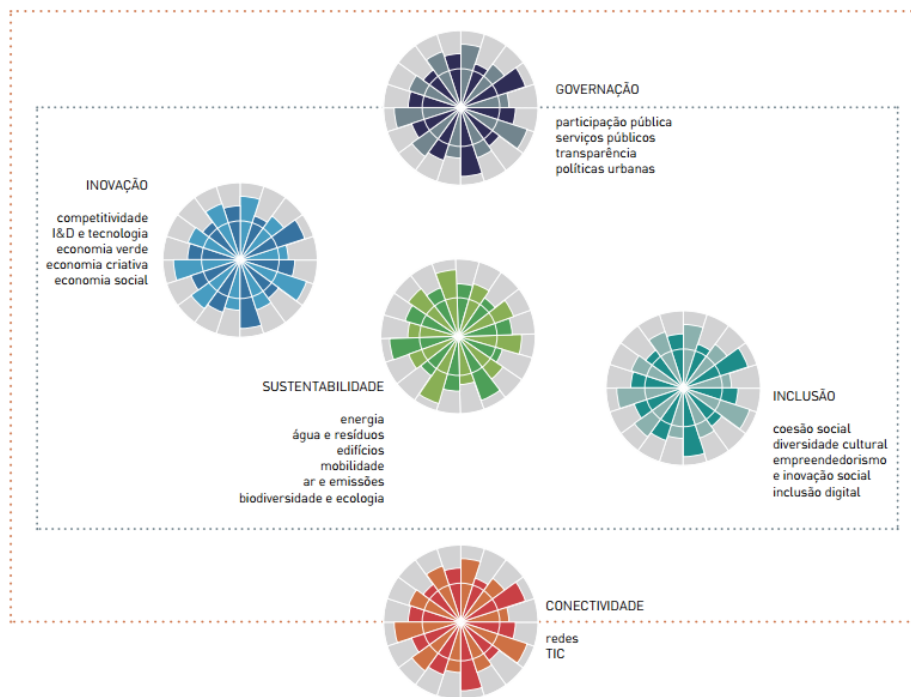 GOVERNAÇÃO
participação pública
serviços públicos
transparência
políticas urbanas
INOVAÇÃO
competitividade
I&D e tecnologia
economia verde
economia criativa
economia social
SUSTENTABILIDADE
energia
água e resíduos
edifícios
mobilidade
ar e emissões
biodiversidade e ecologia
INCLUSÃO
coesão social
diversidade cultural
empreendedorismo
e inovação social
inclusão digital
CONECTIVIDADE
redes
TIC